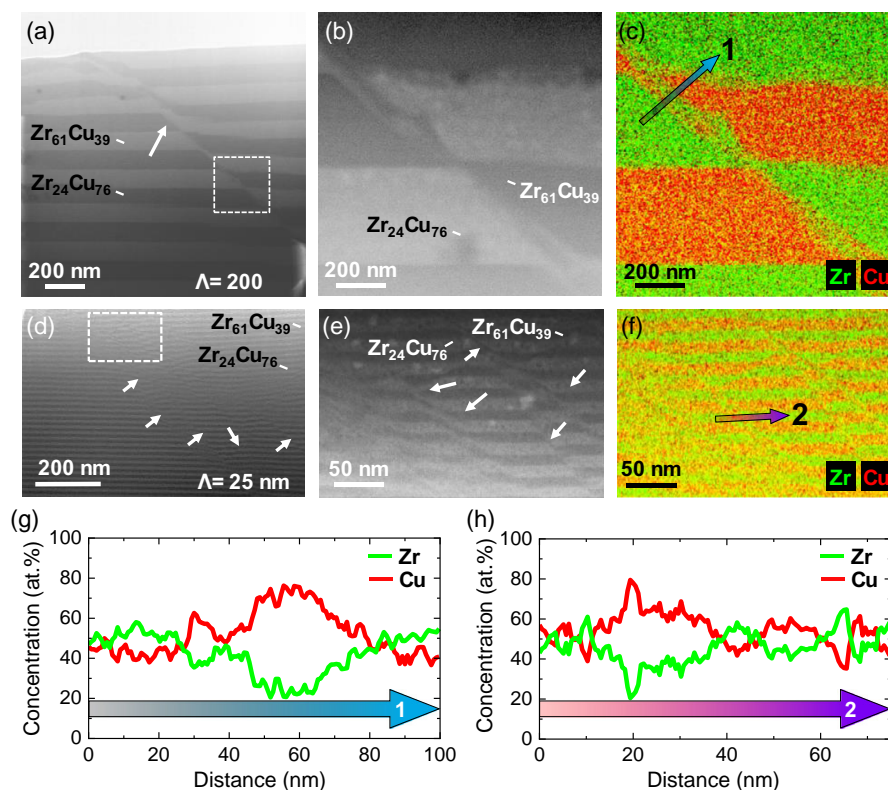 (a)
Zr61Cu39
Zr24Cu76
200 nm
Λ= 200
(b)
Zr61Cu39
Zr24Cu76
200 nm
(c)
1
200 nm
Zr Cu
(d)
Zr61Cu39
Zr24Cu76
200 nm
Λ= 25 nm
(e)
Zr61Cu39
Zr24Cu76
50 nm
(f)
2
50 nm
Zr Cu
(g)
Concentration (at.%)
100
80
60
40
20
0
Zr
Cu
1
0 20 40 60 80 100
Distance (nm)
(h)
Concentration (at.%)
100
80
60
40
20
0
Zr
Cu
2
0 20 40 60
Distance (nm)